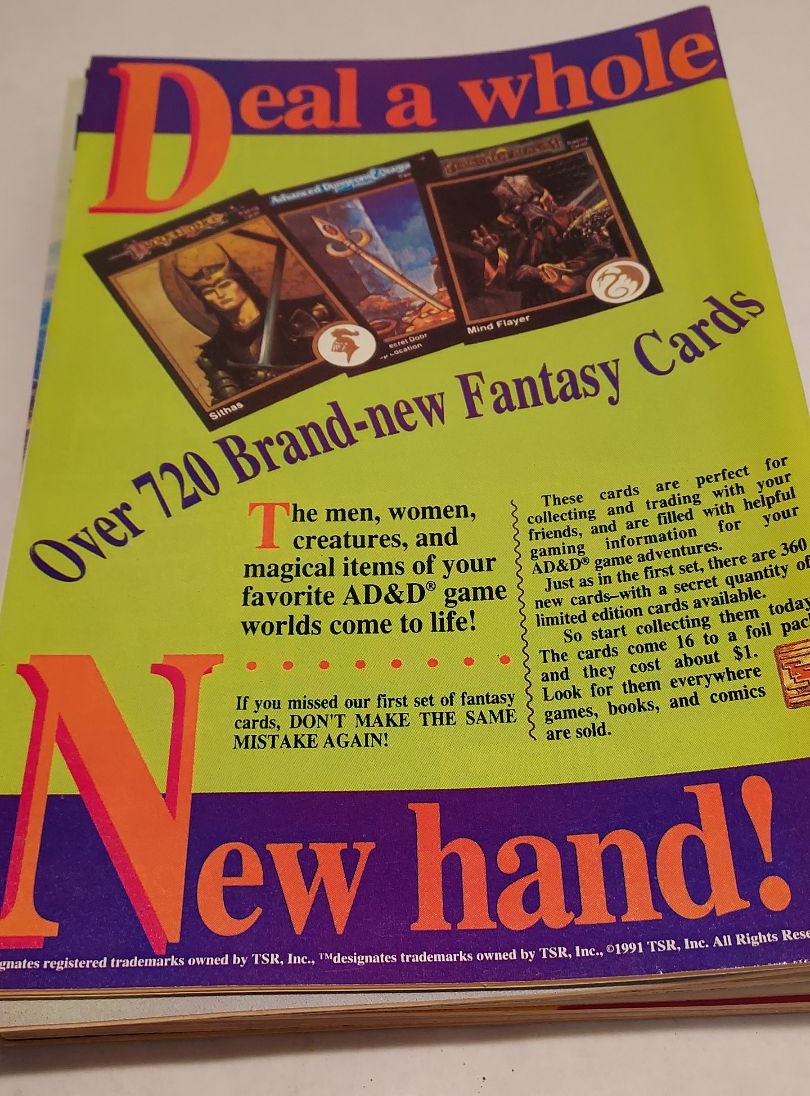 Deal a whole
Advanced Dungeons & Dragons
Sithas
ecret Door
Location
Mind Flayer
Over 720 Brand-new Fantasy Cards
The men, women,
creatures, and
magical items of your
favorite AD&D® game
worlds come to life!
If you missed our first set of fantasy
cards, DON'T MAKE THE SAME
MISTAKE AGAIN!
These cards are perfect for
collecting and trading with your
friends, and are filled with helpful
gaming information for your
AD&D® game adventures.
Just as in the first set, there are 360
new cards–with a secret quantity of
limited edition cards available.
So start collecting them today
The cards come 16 to a foil pac
and they cost about $1.
Look for them everywhere
games, books, and comics
are sold.
New hand!
gnates registered trademarks owned by TSR, Inc., ™designates trademarks owned by TSR, Inc., ©1991 TSR, Inc. All Rights Rese